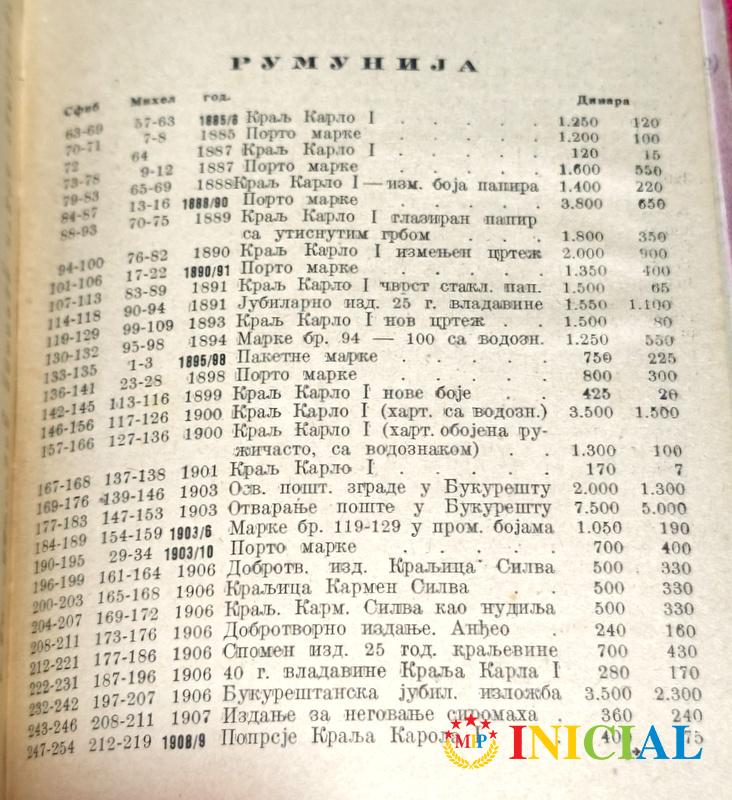 РУМУНИЈА
Сфиб Михел год. Динара
63-69 57-63 1885/8 Краљ Карло I . . . . . 1.250 120
70-71 7-8 1885 Порто марке . . . . . 1.200 100
72 64 1887 Краљ Карло I . . . . . 120 15
73-78 9-12 1887 Порто марке . . . . . 1.600 550
79-83 65-69 1888 Краљ Карло I — изм. боја папира 1.400 220
84-87 13-16 1888/90 Порто марке . . . . . 3.800 650
88-93 70-75 1889 Краљ Карло I глазиран папир
са утиснутим грбом . . . . 1.800 350
94-100 76-82 1890 Краљ Карло I измењен цртеж 2.000 900
101-106 17-22 1890/91 Порто марке . . . . . 1.350 400
107-113 83-89 1891 Краљ Карло I чврст стакл. пап. 1.500 65
114-118 90-94 1891 Јубиларно изд. 25 г. владавине 1.550 1.100
119-129 99-109 1893 Краљ Карло I нов цртеж . . 1.500 80
130-132 95-98 1894 Марке бр. 94 — 100 са водозн. 1.250 550
133-135 1-3 1895/98 Пакетне марке . . . . . 750 225
136-141 23-28 1898 Порто марке . . . . . 800 300
142-145 113-116 1899 Краљ Карло I нове боје . . 425 20
146-156 117-126 1900 Краљ Карло I (харт. са водозн.) 3.500 1.500
157-166 127-136 1900 Краљ Карло I (харт. обојена ру-
жичасто, са водознаком) . . 1.300 100
167-168 137-138 1901 Краљ Карло I . . . . . 170 7
169-176 139-146 1903 Осв. пошт. зграде у Букурешту 2.000 1.300
177-183 147-153 1903 Отварање поште у Букурешту 7.500 5.000
184-189 154-159 1903/6 Марке бр. 119-129 у пром. бојама 1.050 190
190-195 29-34 1903/10 Порто марке . . . . . 700 400
196-199 161-164 1906 Добротв. изд. Краљица Силва 500 330
200-203 165-168 1906 Краљица Кармен Силва . . 500 330
204-207 169-172 1906 Краљ. Карм. Силва као нудиља 500 330
208-211 173-176 1906 Добротворно издање. Анђео . 240 160
212-221 177-186 1906 Спомен изд. 25 год. краљевине 700 430
222-231 187-196 1906 40 г. владавине Краља Карла I 280 170
232-242 197-207 1906 Букурештанска јубил. изложба 3.500 2.300
243-246 208-211 1907 Издање за неговање сиромаха . 360 240
247-254 212-219 1908/9 Попрсје Краља Карола I 75
МІР INICIAL